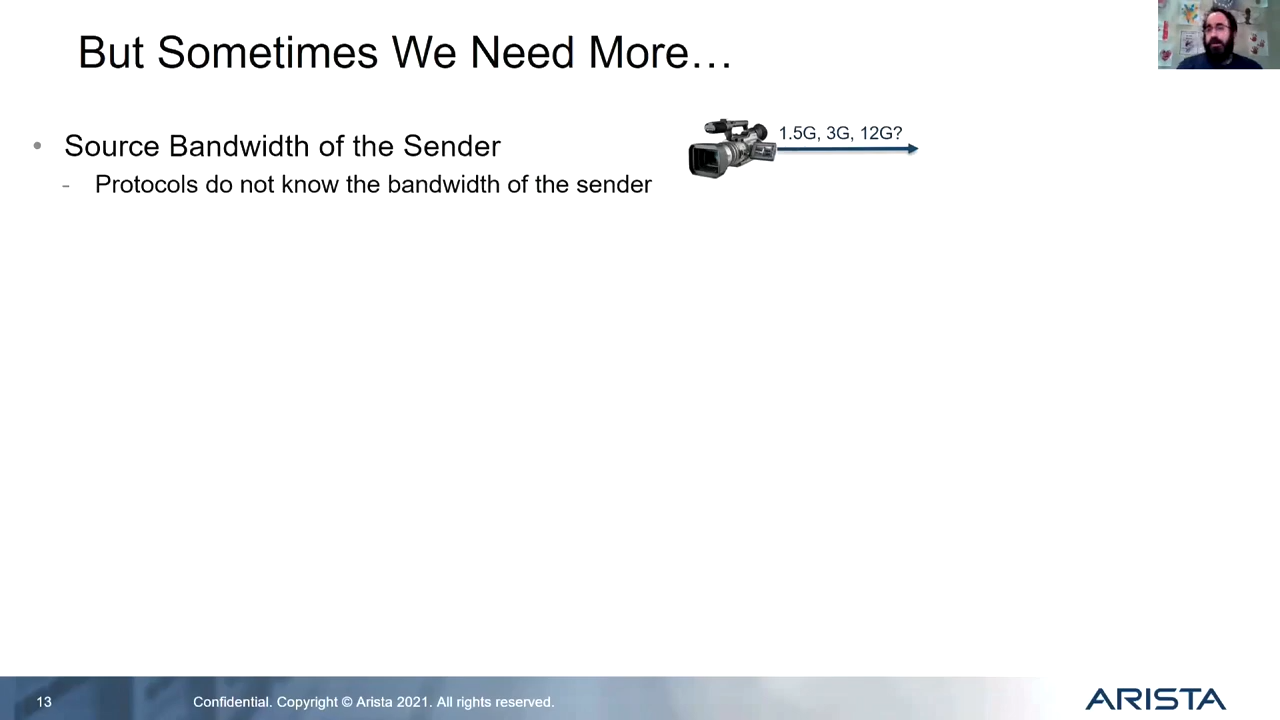 But Sometimes We Need More…
• Source Bandwidth of the Sender
1.5G, 3G, 12G?
- Protocols do not know the bandwidth of the sender
13
Confidential. Copyright © Arista 2021. All rights reserved.
ARISTA